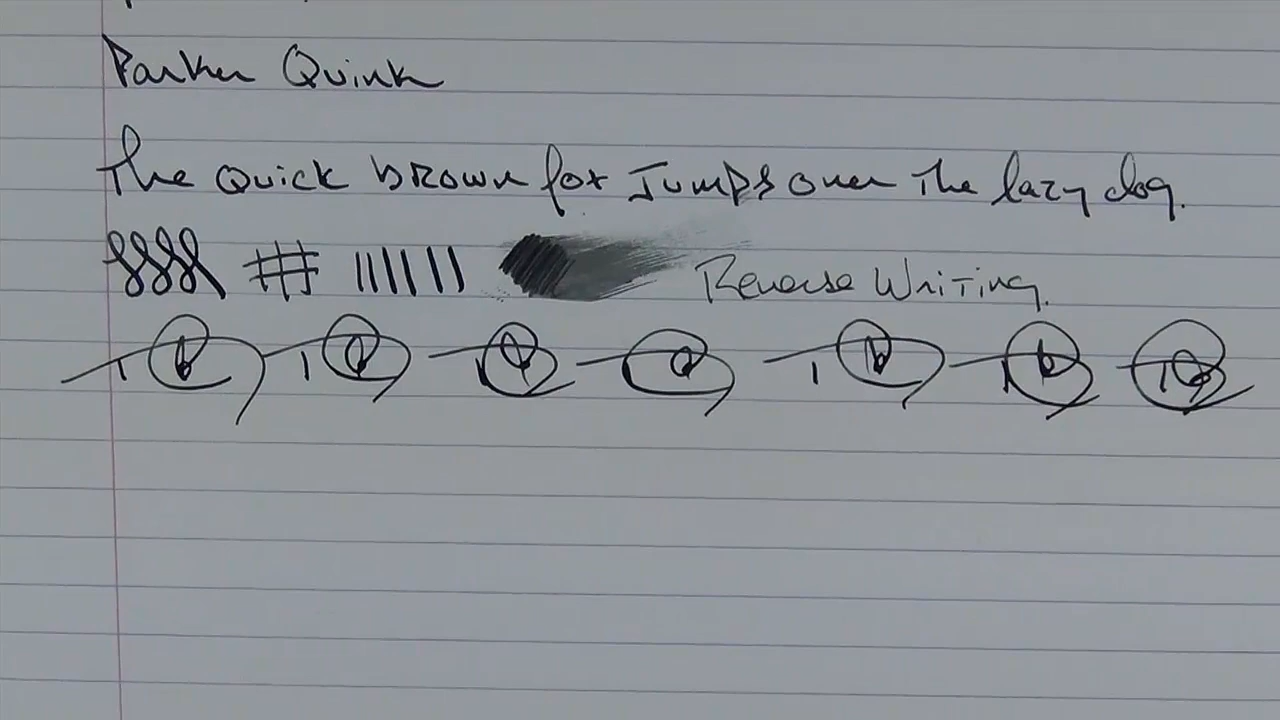 Parker Quink
The Quick brown fox Jumps over The lazy dog.
Reverse Writing.